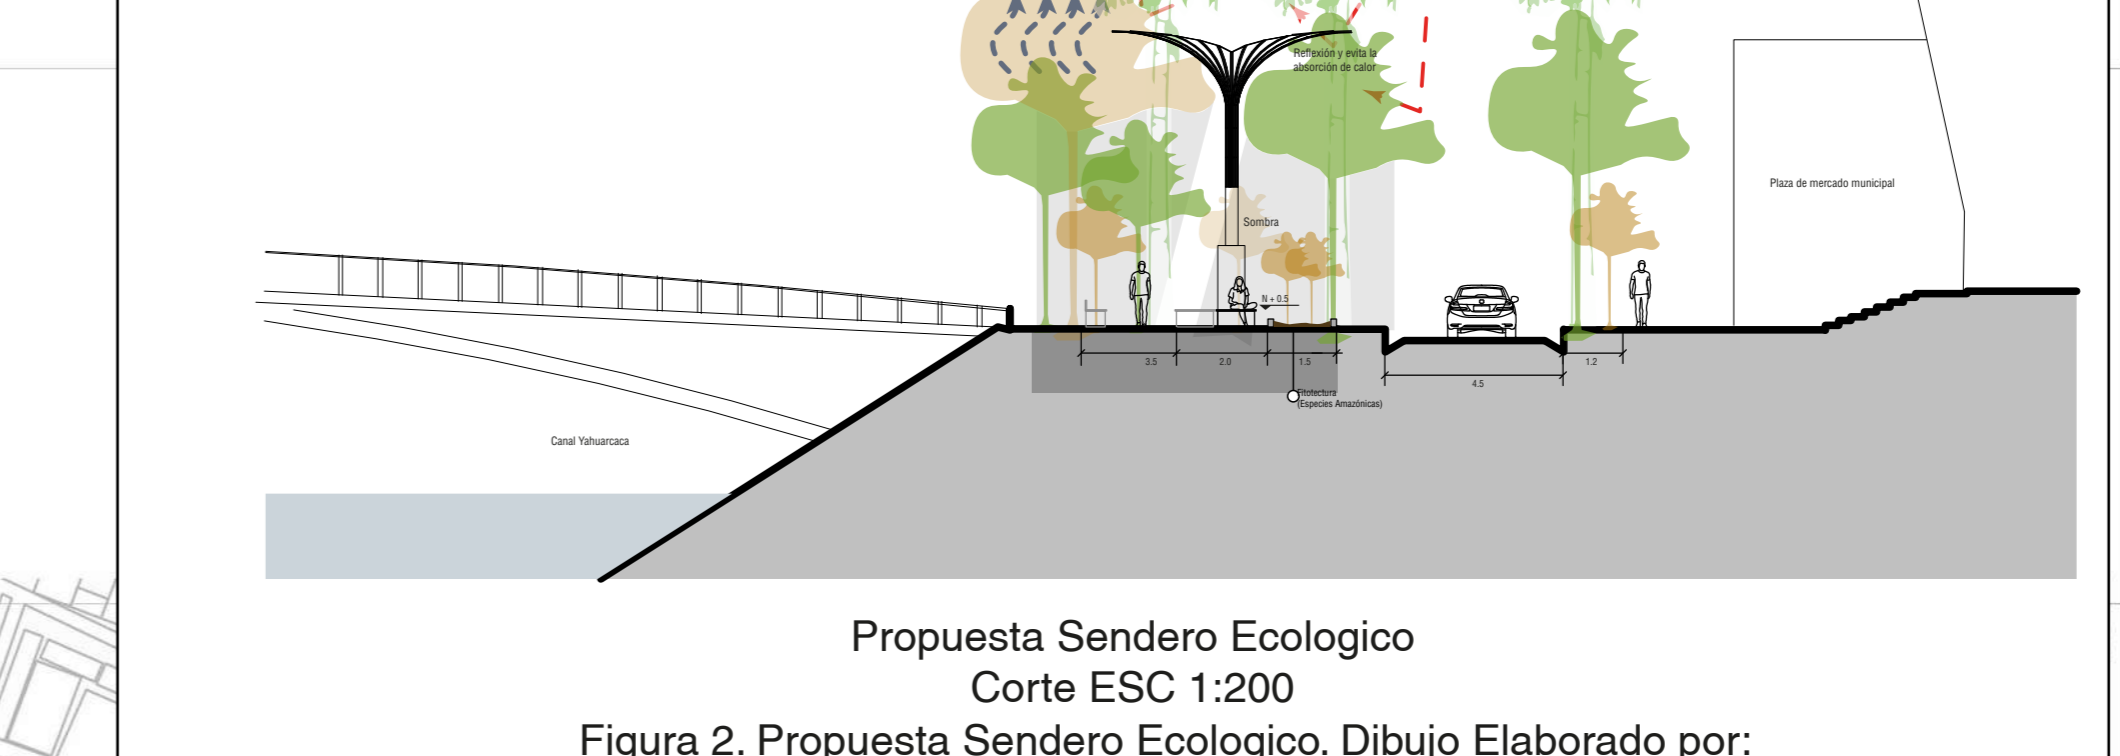 Reflexión y evita la
absorción de calor
Plaza de mercado municipal
Sombra
N + 0.5
3.5
2.0
1.5
1.2
4.5
Fitotectura
(Especies Amazónicas)
Canal Yahuarcaca
Propuesta Sendero Ecologico
Corte ESC 1:200
Figura 2. Propuesta Sendero Ecologico. Dibujo Elaborado por: